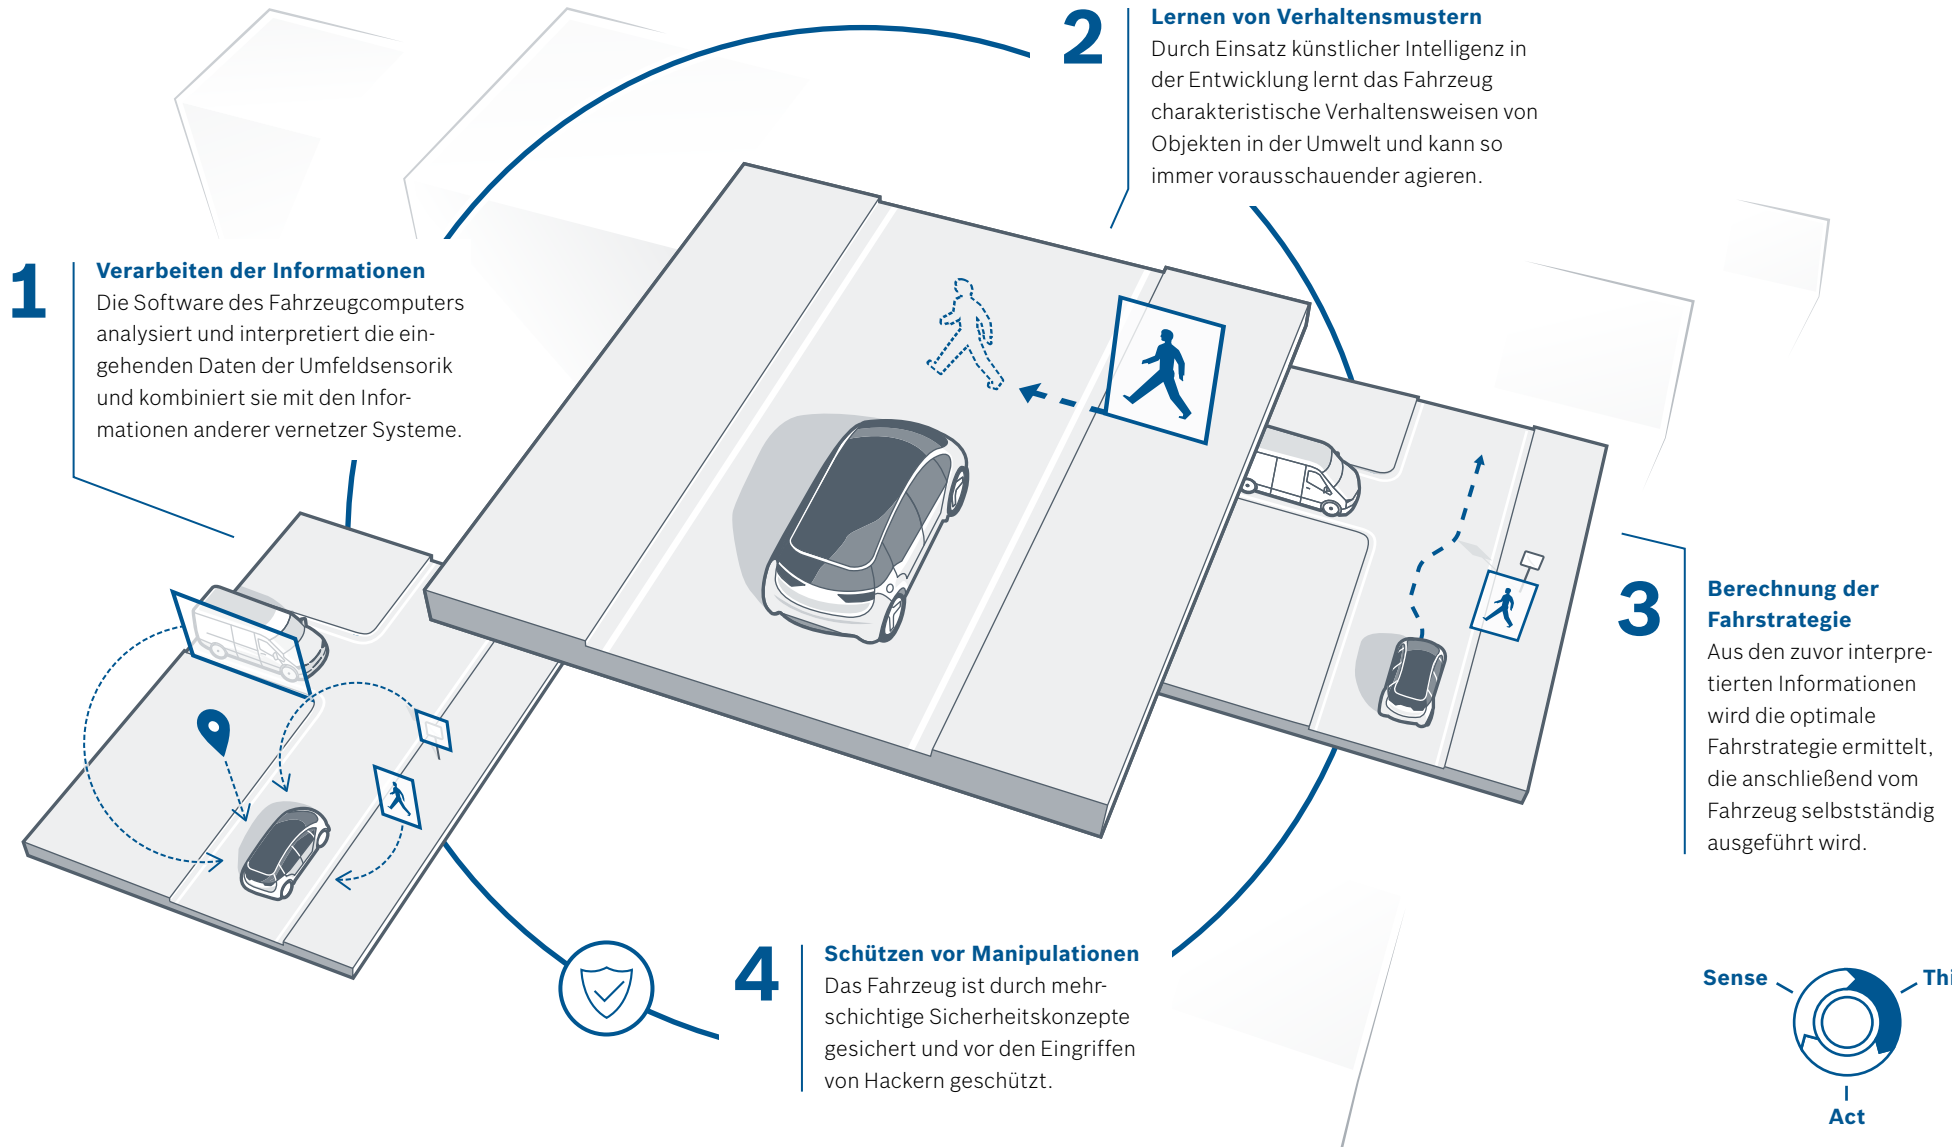 1
Verarbeiten der Informationen
Die Software des Fahrzeugcomputers
analysiert und interpretiert die ein-
gehenden Daten der Umfeldsensorik
und kombiniert sie mit den Infor-
mationen anderer vernetzer Systeme.
2
Lernen von Verhaltensmustern
Durch Einsatz künstlicher Intelligenz in
der Entwicklung lernt das Fahrzeug
charakteristische Verhaltensweisen von
Objekten in der Umwelt und kann so
immer vorausschauender agieren.
3
Berechnung der
Fahrstrategie
Aus den zuvor interpre-
tierten Informationen
wird die optimale
Fahrstrategie ermittelt,
die anschließend vom
Fahrzeug selbstständig
ausgeführt wird.
4
Schützen vor Manipulationen
Das Fahrzeug ist durch mehr-
schichtige Sicherheitskonzepte
gesichert und vor den Eingriffen
von Hackern geschützt.
Sense
Act